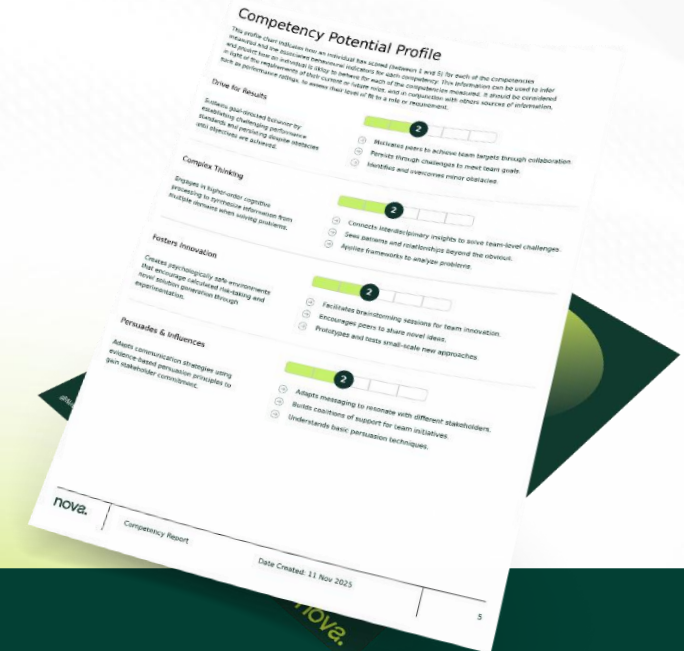 Competency Potential Profile
This profile chart indicates how an individual has scored (between 1 and 5) for each of the competencies
measured and the associated behavioural indicators for each competency. This information can be used to infer
and project how an individual is likely to behave for each of the competencies measured. It should be considered
in light of the requirements of their current or future roles, and in conjunction with others sources of information,
such as performance ratings, to assess their level of fit to a role or requirement.
Drive for Results
goal-directed behavior by
establishing challenging performance
standards and persisting despite obstacles
until objectives are achieved.
2
Motivates peers to achieve team targets through collaboration.
Persists through challenges to meet team goals.
Identifies and overcomes minor obstacles.
Complex Thinking
Engages in higher-order cognitive
processing to synthesize information from
multiple domains when solving problems.
2
Connects interdisciplinary insights to solve team-level challenges.
Sees patterns and relationships beyond the obvious.
Applies frameworks to analyze problems.
Fosters Innovation
Creates psychologically safe environments
that encourage calculated risk-taking and
novel solution generation through
experimentation.
2
Facilitates brainstorming sessions for team innovation.
Encourages peers to share novel ideas.
Prototypes and tests small-scale new approaches
Persuades & Influences
Adapts communication strategies using
evidence-based persuasion principles to
gain stakeholder commitment.
2
Adapts messaging to resonate with different stakeholders.
Builds coalitions of support for team initiatives
Understands basic persuasion techniques.
nova.
Competency Report
Date Created: 11 Nov 2025
5
nova.